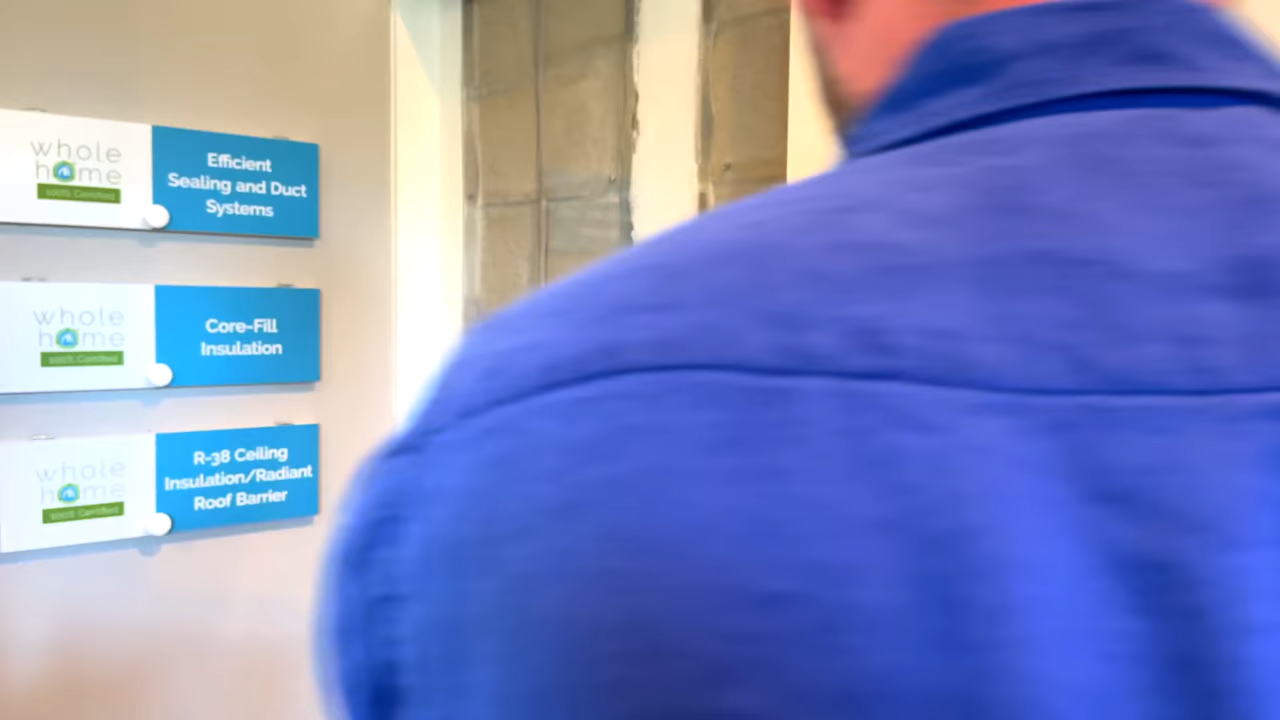 whole
home
100% Certified
Efficient
Sealing and Duct
Systems
whole
home
100% Certified
Core-Fill
Insulation
whole
home
100% Certified
R-38 Ceiling
Insulation/Radiant
Roof Barrier